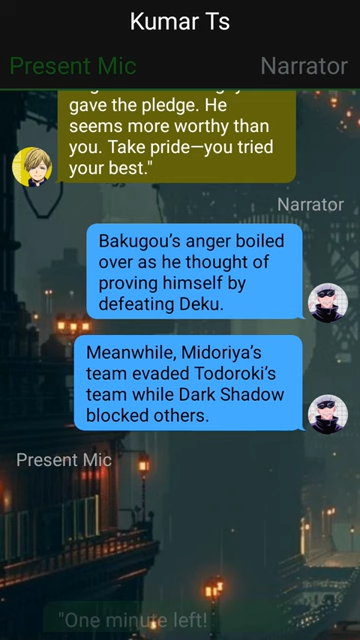 Kumar Ts
Present Mic
Narrator
gave the pledge. He
seems more worthy than
you. Take pride—you tried
your best."
Narrator
Bakugou’s anger boiled
over as he thought of
proving himself by
defeating Deku.
Meanwhile, Midoriya’s
team evaded Todoroki’s
team while Dark Shadow
blocked others.
Present Mic
"One minute left!